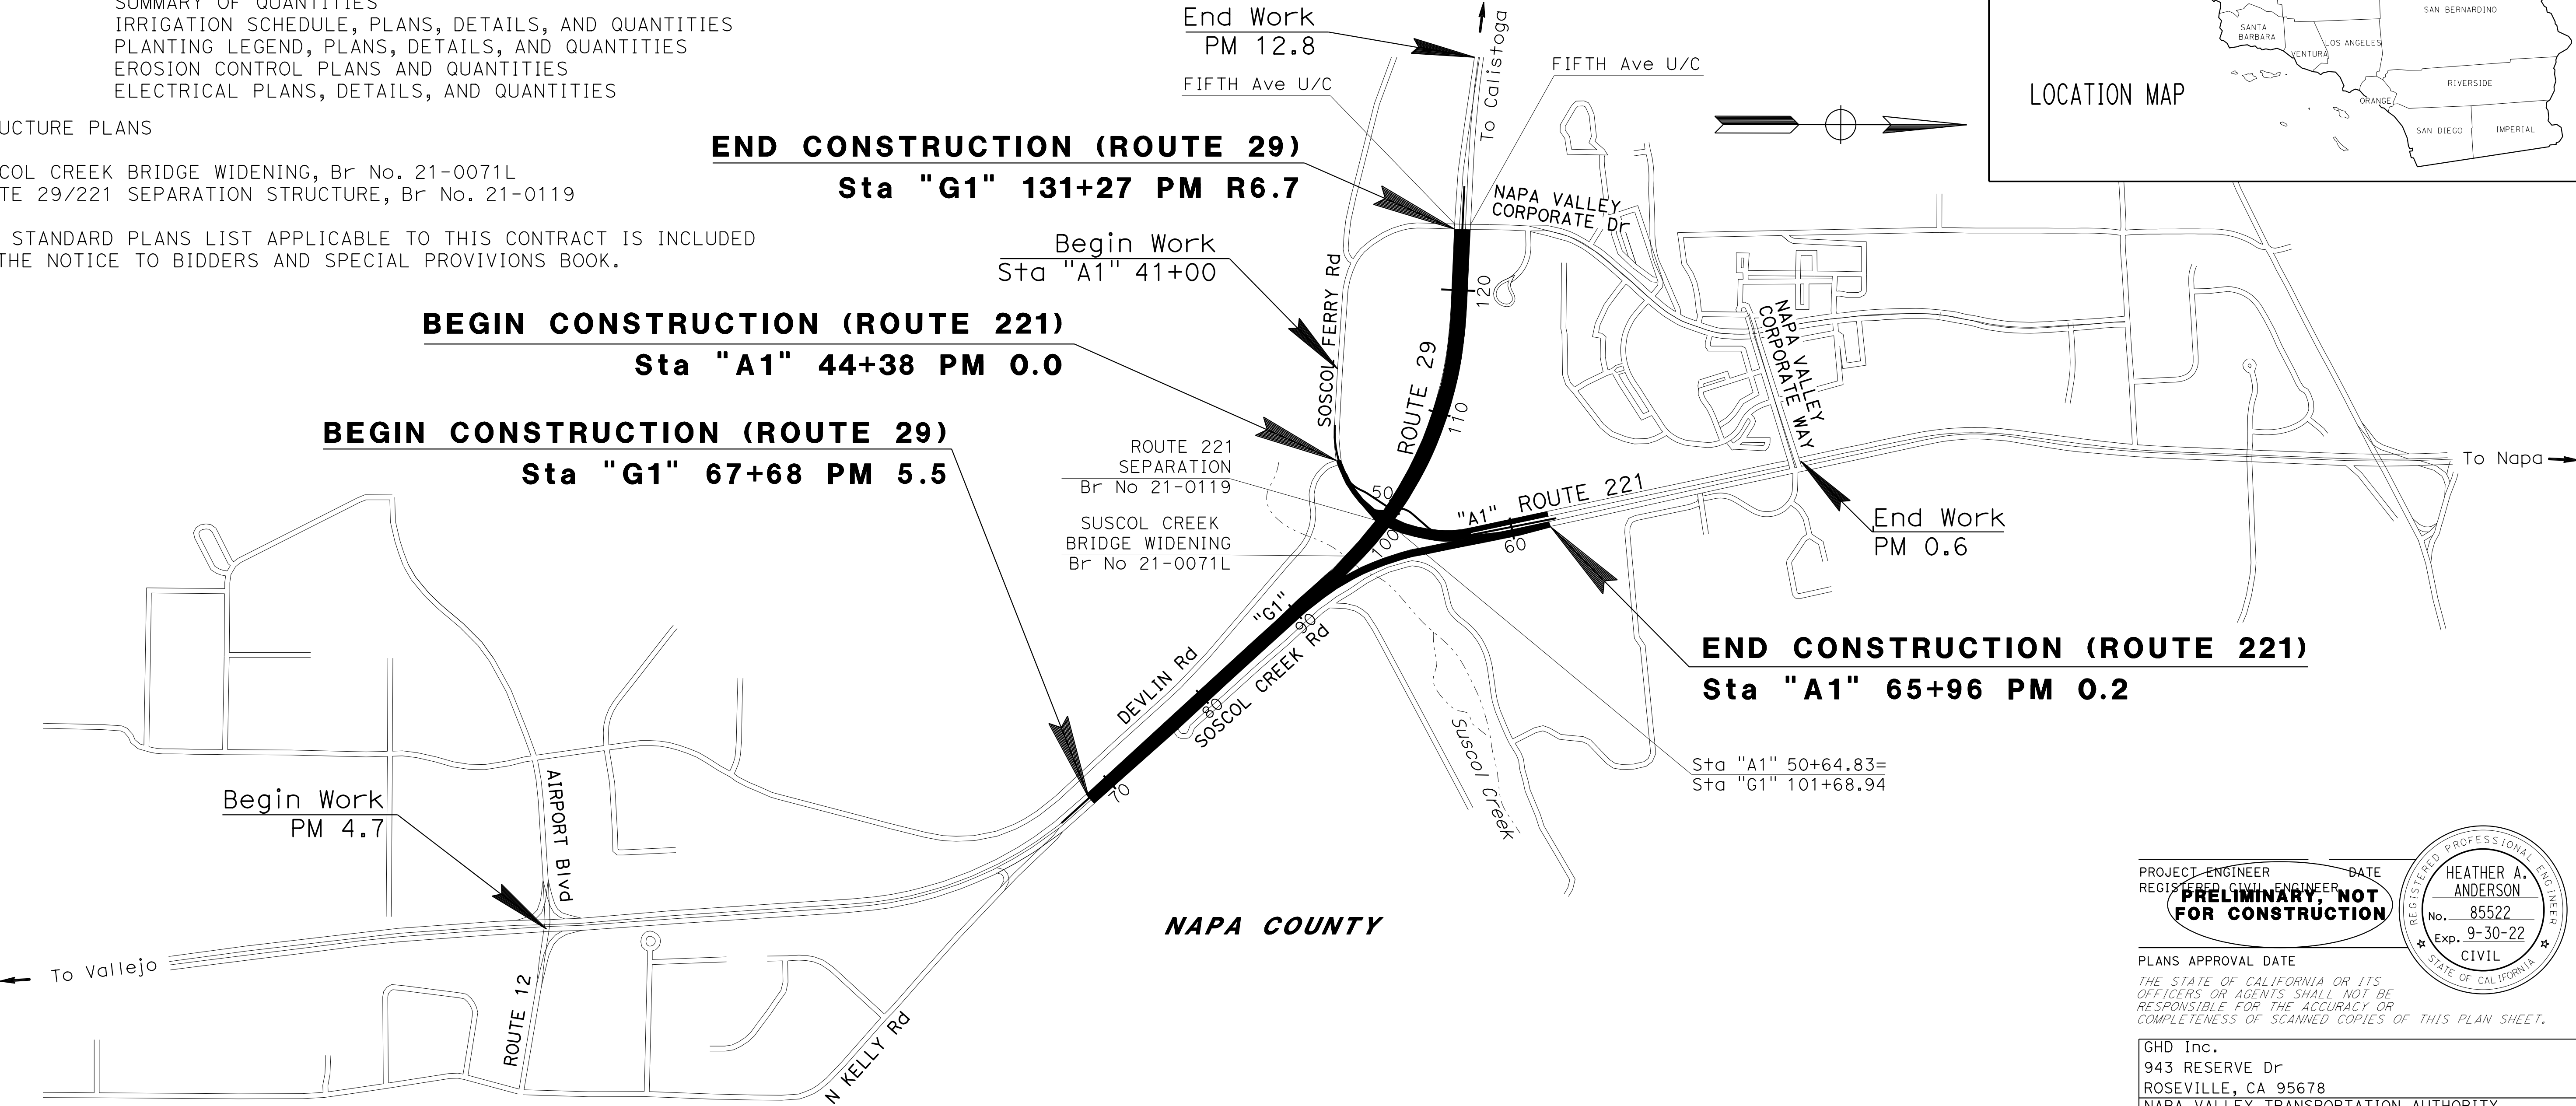 SUMMARY OF QUANTITIES
IRRIGATION SCHEDULE, PLANS, DETAILS, AND QUANTITIES
PLANTING LEGEND, PLANS, DETAILS, AND QUANTITIES
EROSION CONTROL PLANS AND QUANTITIES
ELECTRICAL PLANS, DETAILS, AND QUANTITIES
UCTURE PLANS
COL CREEK BRIDGE WIDENING, Br No. 21-0071L
TE 29/221 SEPARATION STRUCTURE, Br No. 21-0119
STANDARD PLANS LIST APPLICABLE TO THIS CONTRACT IS INCLUDED
THE NOTICE TO BIDDERS AND SPECIAL PROVIVIONS BOOK.
End Work
PM 12.8
FIFTH Ave U/C
To Calistoga
FIFTH Ave U/C
END CONSTRUCTION (ROUTE 29)
Sta "G1" 131+27 PM R6.7
Begin Work
Sta "A1" 41+00
BEGIN CONSTRUCTION (ROUTE 221)
Sta "A1" 44+38 PM 0.0
BEGIN CONSTRUCTION (ROUTE 29)
Sta "G1" 67+68 PM 5.5
ROUTE 221
SEPARATION
Br No 21-0119
SUSCOL CREEK
BRIDGE WIDENING
Br No 21-0071L
SOSCOL FERRY Rd
ROUTE 29
120
110
100
50
"A1"
ROUTE 221
60
"G1"
90
80
70
DEVLIN Rd
SOSCOL CREEK Rd
Suscol Creek
NAPA VALLEY
CORPORATE Dr
NAPA VALLEY
CORPORATE WAY
To Napa
End Work
PM 0.6
END CONSTRUCTION (ROUTE 221)
Sta "A1" 65+96 PM 0.2
Sta "A1" 50+64.83=
Sta "G1" 101+68.94
Begin Work
PM 4.7
AIRPORT Blvd
ROUTE 12
N KELLY Rd
To Vallejo
NAPA COUNTY
LOCATION MAP
SAN BERNARDINO
SANTA
BARBARA
VENTURA
LOS ANGELES
RIVERSIDE
ORANGE
SAN DIEGO
IMPERIAL
PROJECT ENGINEER DATE
REGISTERED CIVIL ENGINEER
PRELIMINARY, NOT
FOR CONSTRUCTION
PLANS APPROVAL DATE
REGISTERED PROFESSIONAL ENGINEER
HEATHER A.
ANDERSON
No. 85522
Exp. 9-30-22
CIVIL
STATE OF CALIFORNIA
THE STATE OF CALIFORNIA OR ITS
OFFICERS OR AGENTS SHALL NOT BE
RESPONSIBLE FOR THE ACCURACY OR
COMPLETENESS OF SCANNED COPIES OF THIS PLAN SHEET.
GHD Inc.
943 RESERVE Dr
ROSEVILLE, CA 95678
NAPA VALLEY TRANSPORTATION AUTHORITY